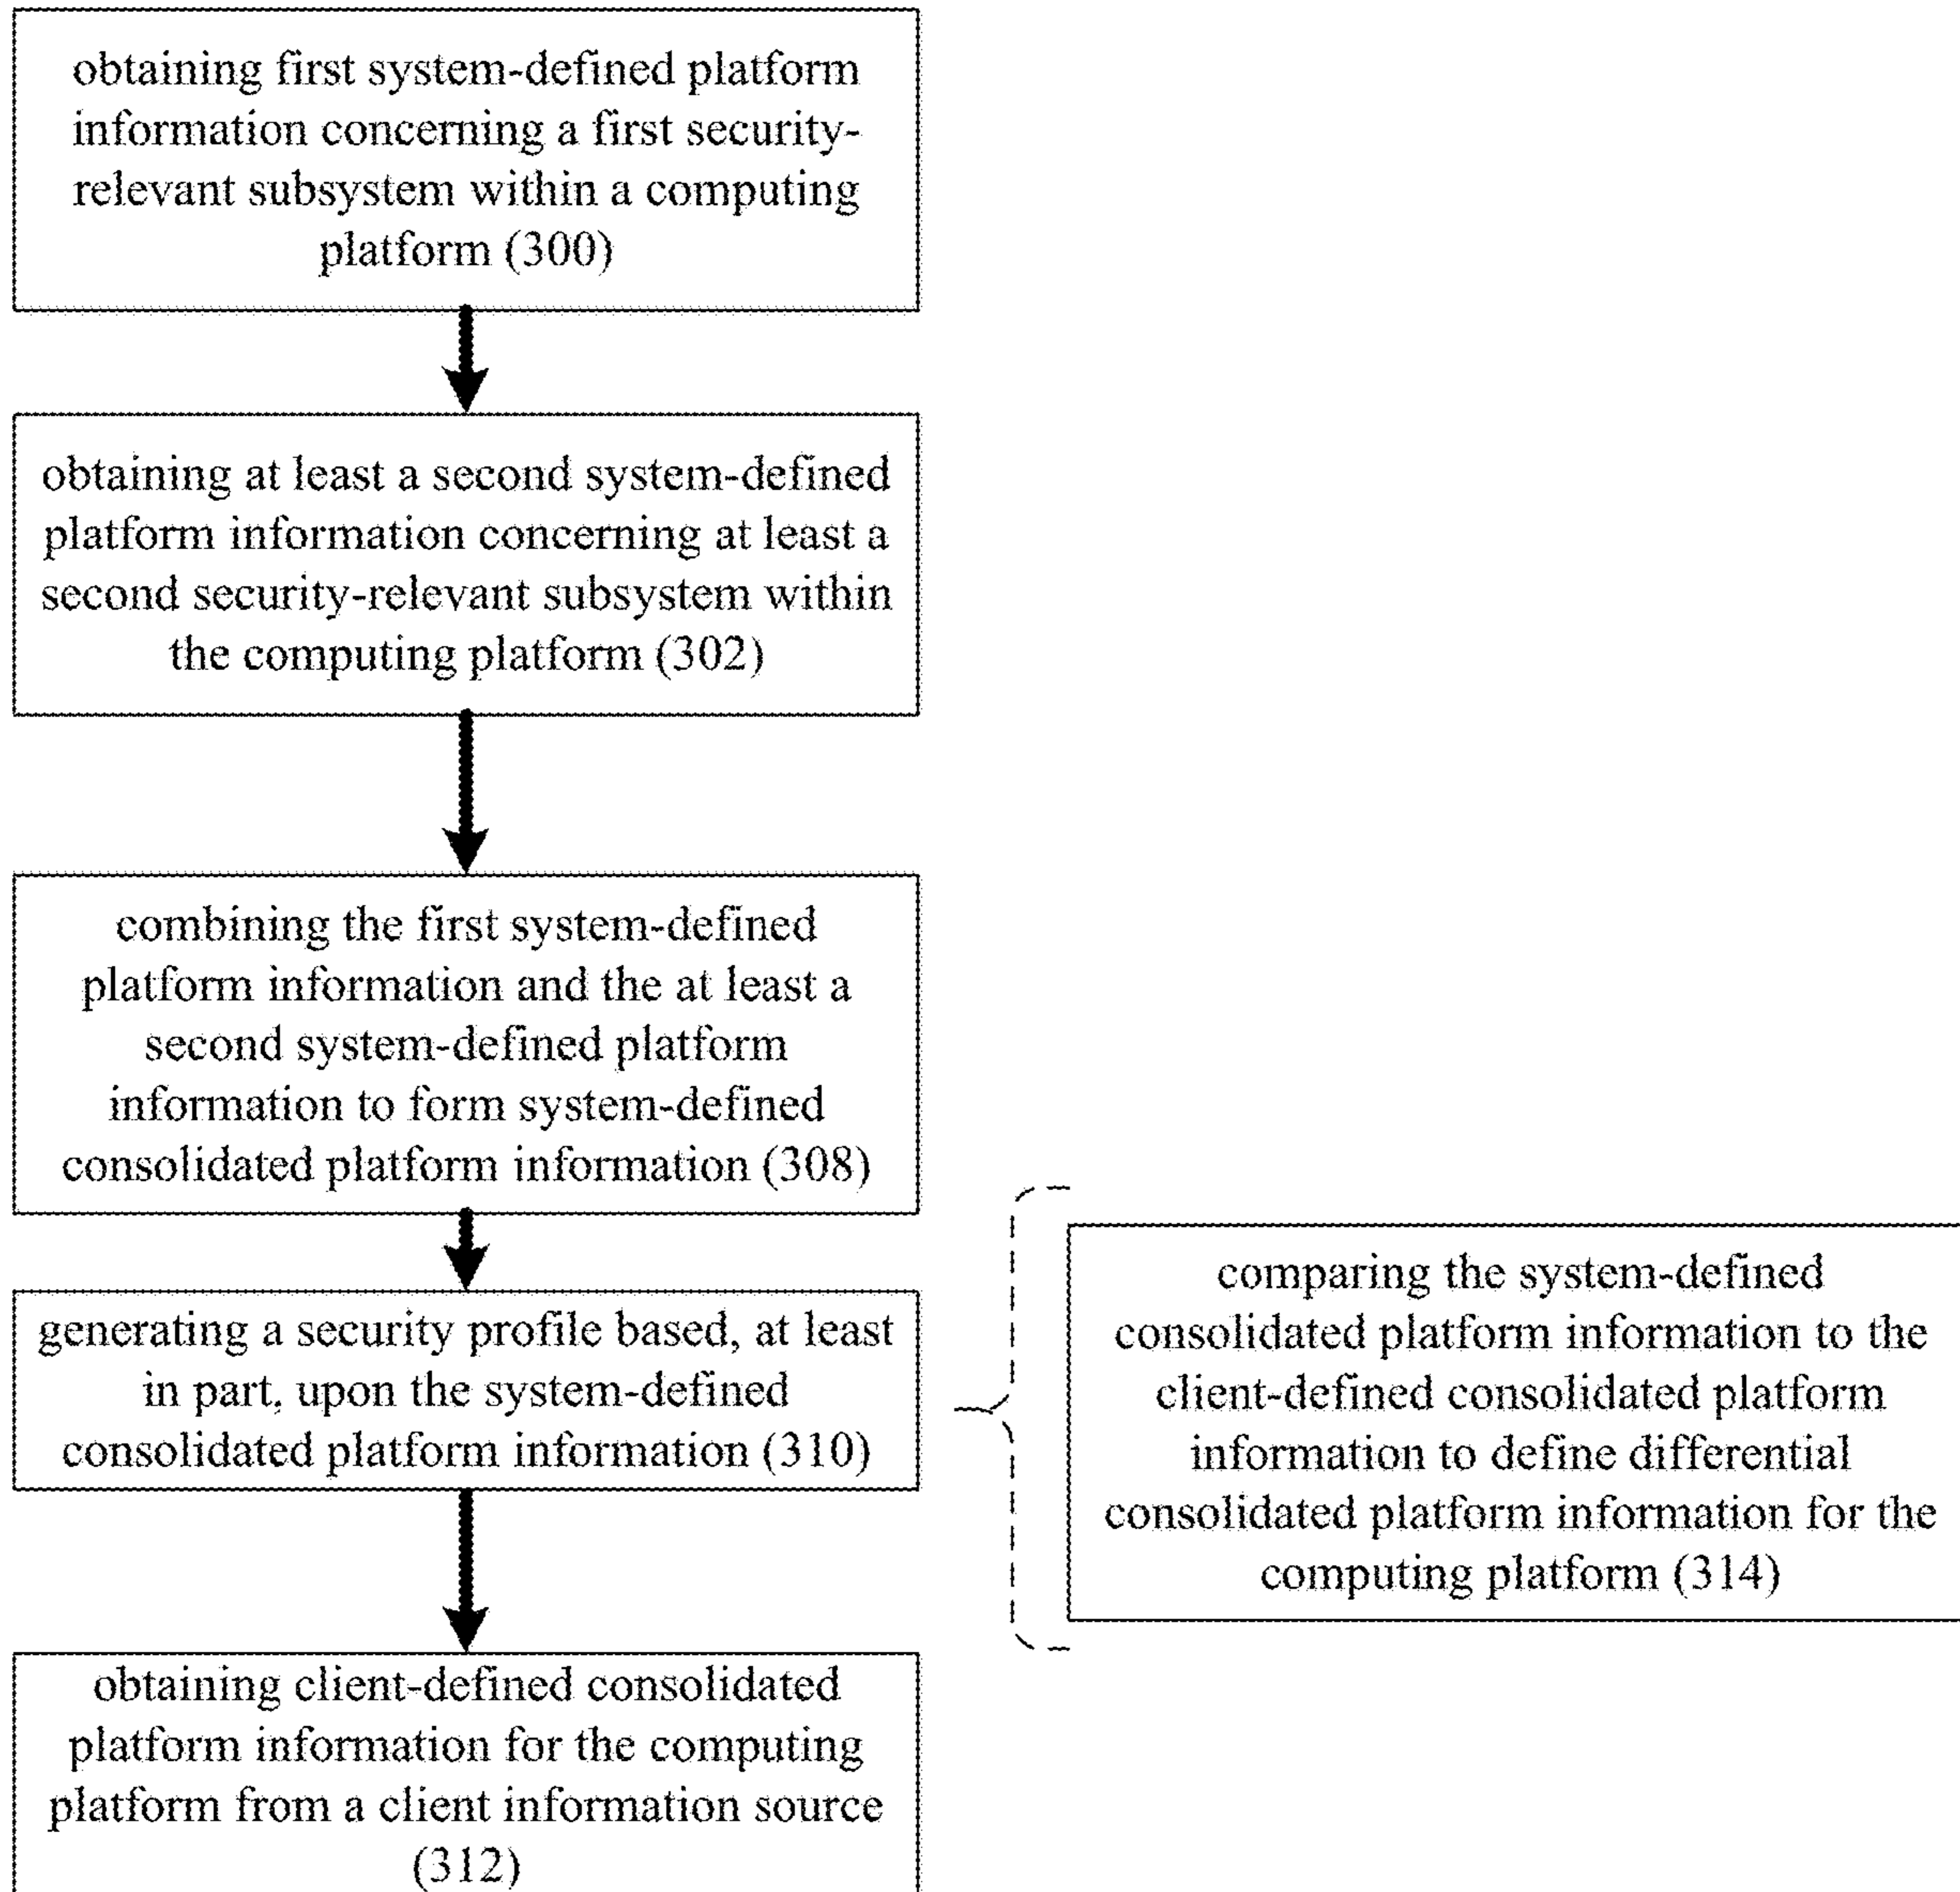 obtaining first system-defined platform
information concerning a first security-
relevant subsystem within a computing
platform (300)
obtaining at least a second system-defined
platform information concerning at least a
second security-relevant subsystem within
the computing platform (302)
combining the first system-defined
platform information and the at least a
second system-defined platform
information to form system-defined
consolidated platform information (308)
generating a security profile based, at least
in part, upon the system-defined
consolidated platform information (310)
comparing the system-defined
consolidated platform information to the
client-defined consolidated platform
information to define differential
consolidated platform information for the
computing platform (314)
obtaining client-defined consolidated
platform information for the computing
platform from a client information source
(312)